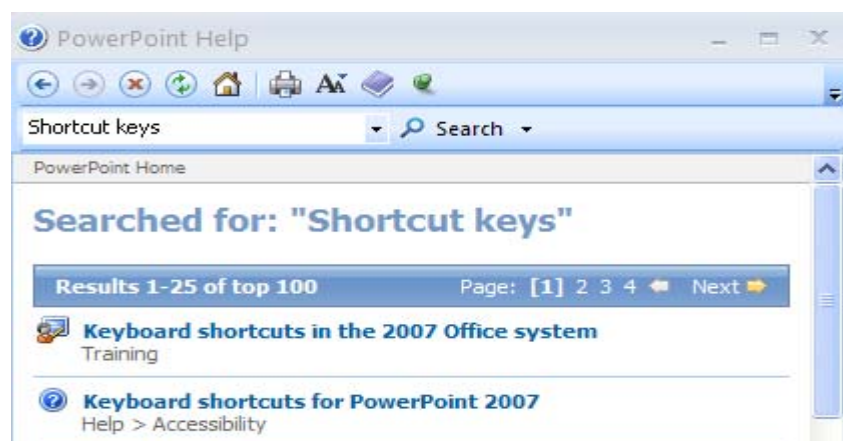 PowerPoint Help
Shortcut keys Search
PowerPoint Home
Searched for: "Shortcut keys"
Results 1-25 of top 100 Page: [1] 2 3 4 Next
Keyboard shortcuts in the 2007 Office system
Training
Keyboard shortcuts for PowerPoint 2007
Help > Accessibility